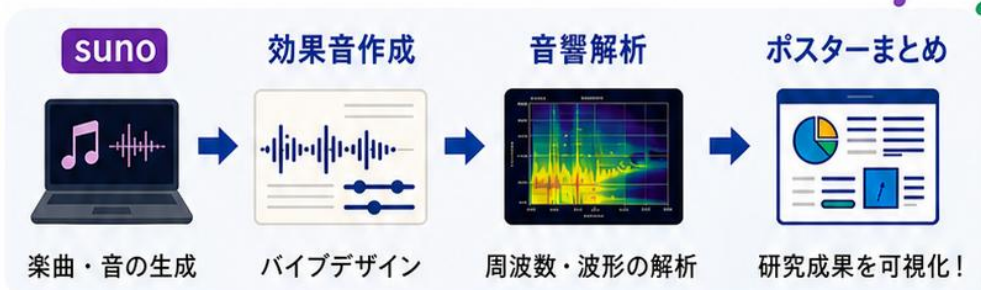 suno
効果音作成
音響解析
ポスターまとめ
楽曲・音の生成
バイブデザイン
周波数・波形の解析
研究成果を可視化!